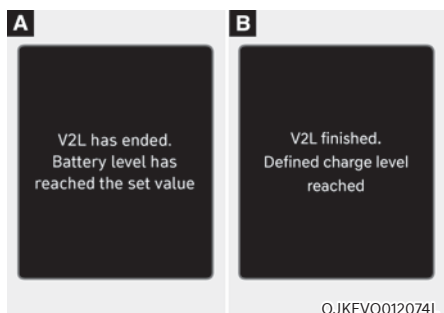 A
V2L has ended.
Battery level has
reached the set value
B
V2L finished.
Defined charge level
reached
OJKEVQ012074L